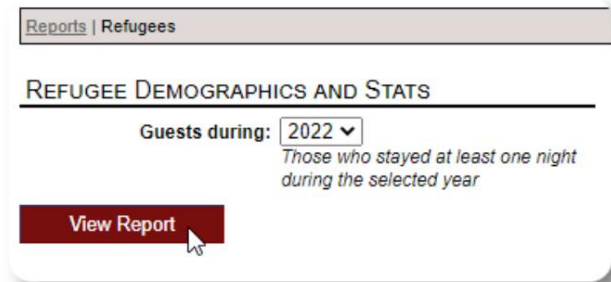 Reports | Refugees
Refugee Demographics and Stats
Guests during: 2022
Those who stayed at least one night
during the selected year
View Report